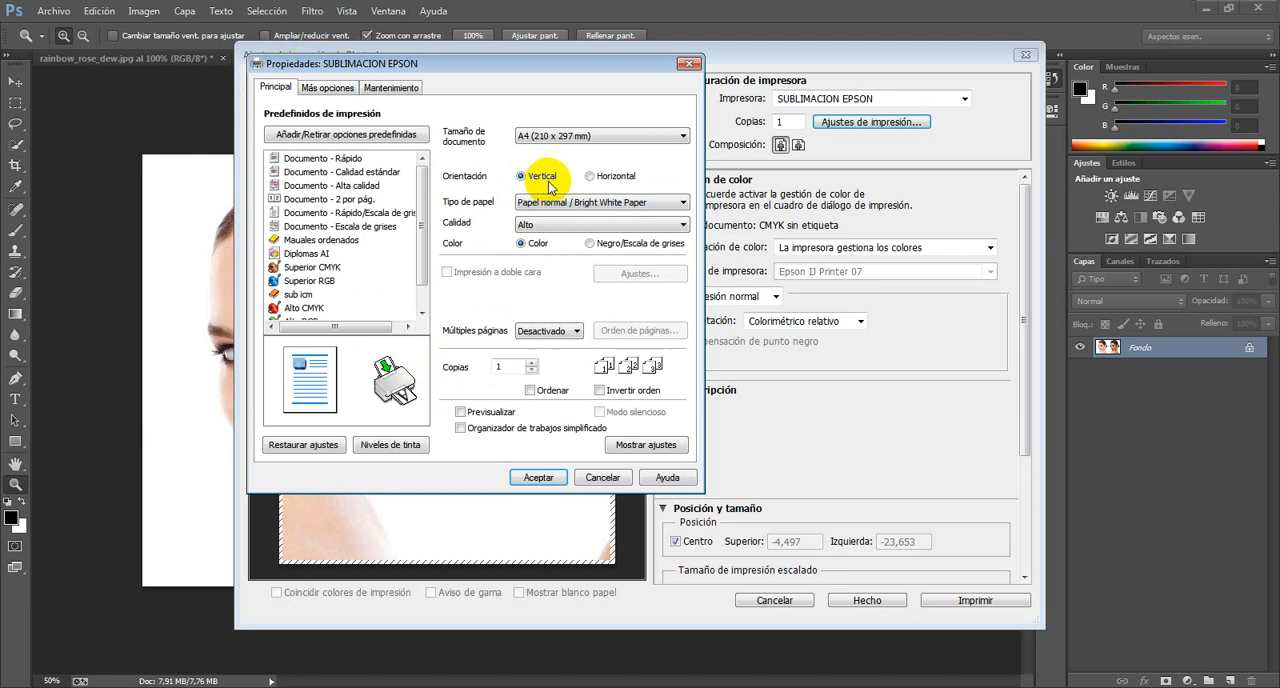 Ps Archivo Edición Imagen Capa Texto Selección Filtro Vista Ventana Ayuda
Cambiar tamaño vent. para ajustar Ampliar/reducir vent. Zoom con arrastre 100% Ajustar pant. Rellenar pant. Aspectos esen.
rainbow_rose_dew.jpg al 100% (RGB/8*) * ×
Propiedades: SUBLIMACION EPSON
Principal Más opciones Mantenimiento
Predefinidos de impresión
Añadir/Retirar opciones predefinidas
Documento - Rápido
Documento - Calidad estándar
Documento - Alta calidad
Documento - 2 por pág.
Documento - Rápido/Escala de gris
Documento - Escala de grises
Mauales ordenados
Diplomas AI
Superior CMYK
Superior RGB
sub icm
Alto CMYK
Restaurar ajustes Niveles de tinta
Tamaño de documento A4 (210 x 297 mm)
Orientación Vertical Horizontal
Tipo de papel Papel normal / Bright White Paper
Calidad Alto
Color Color Negro/Escala de grises
Impresión a doble cara Ajustes...
Múltiples páginas Desactivado Orden de páginas...
Copias 1
Ordenar Invertir orden
Previsualizar Modo silencioso
Organizador de trabajos simplificado
Mostrar ajustes
Aceptar Cancelar Ayuda
uración de impresora
Impresora: SUBLIMACION EPSON
Copias: 1 Ajustes de impresión...
Composición:
n de color
cuerde activar la gestión de color de
mpresora en el cuadro de diálogo de impresión.
documento: CMYK sin etiqueta
ación de color: La impresora gestiona los colores
de impresora: Epson IJ Printer 07
esión normal
tación: Colorimétrico relativo
pensación de punto negro
scripción
Posición y tamaño
Posición
Centro Superior: -4,497 Izquierda: -23,653
Tamaño de impresión escalado
Coincidir colores de impresión Aviso de gama Mostrar blanco papel
Cancelar Hecho Imprimir
Color Muestras
R 0
G 0
B 0
Ajustes Estilos
Añadir un ajuste
Capas Canales Trazados
Tipo
Normal Opacidad: 100%
Bloq.: Relleno: 100%
Fondo
50% Doc: 7,91 MB/7,76 MB